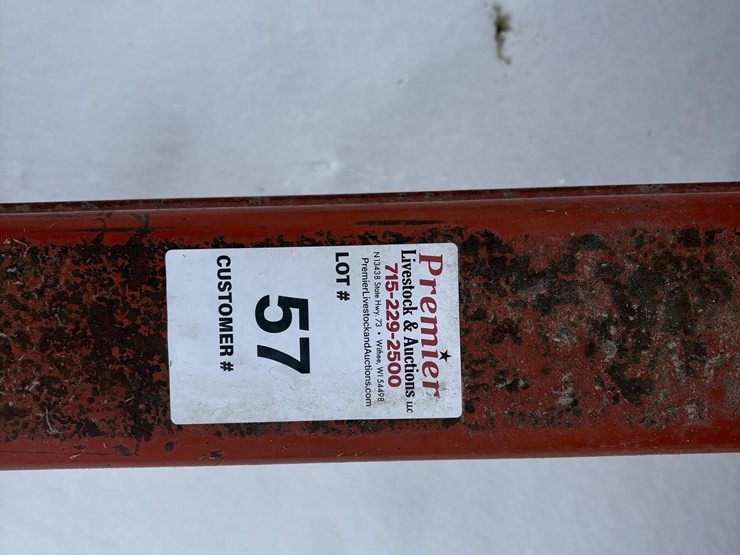 Premier
Livestock & Auctions LLC
715-229-2500
N13438 State Hwy. 73 • Withee, WI 54498
PremierLivestockandAuctions.com
LOT #
57
CUSTOMER #